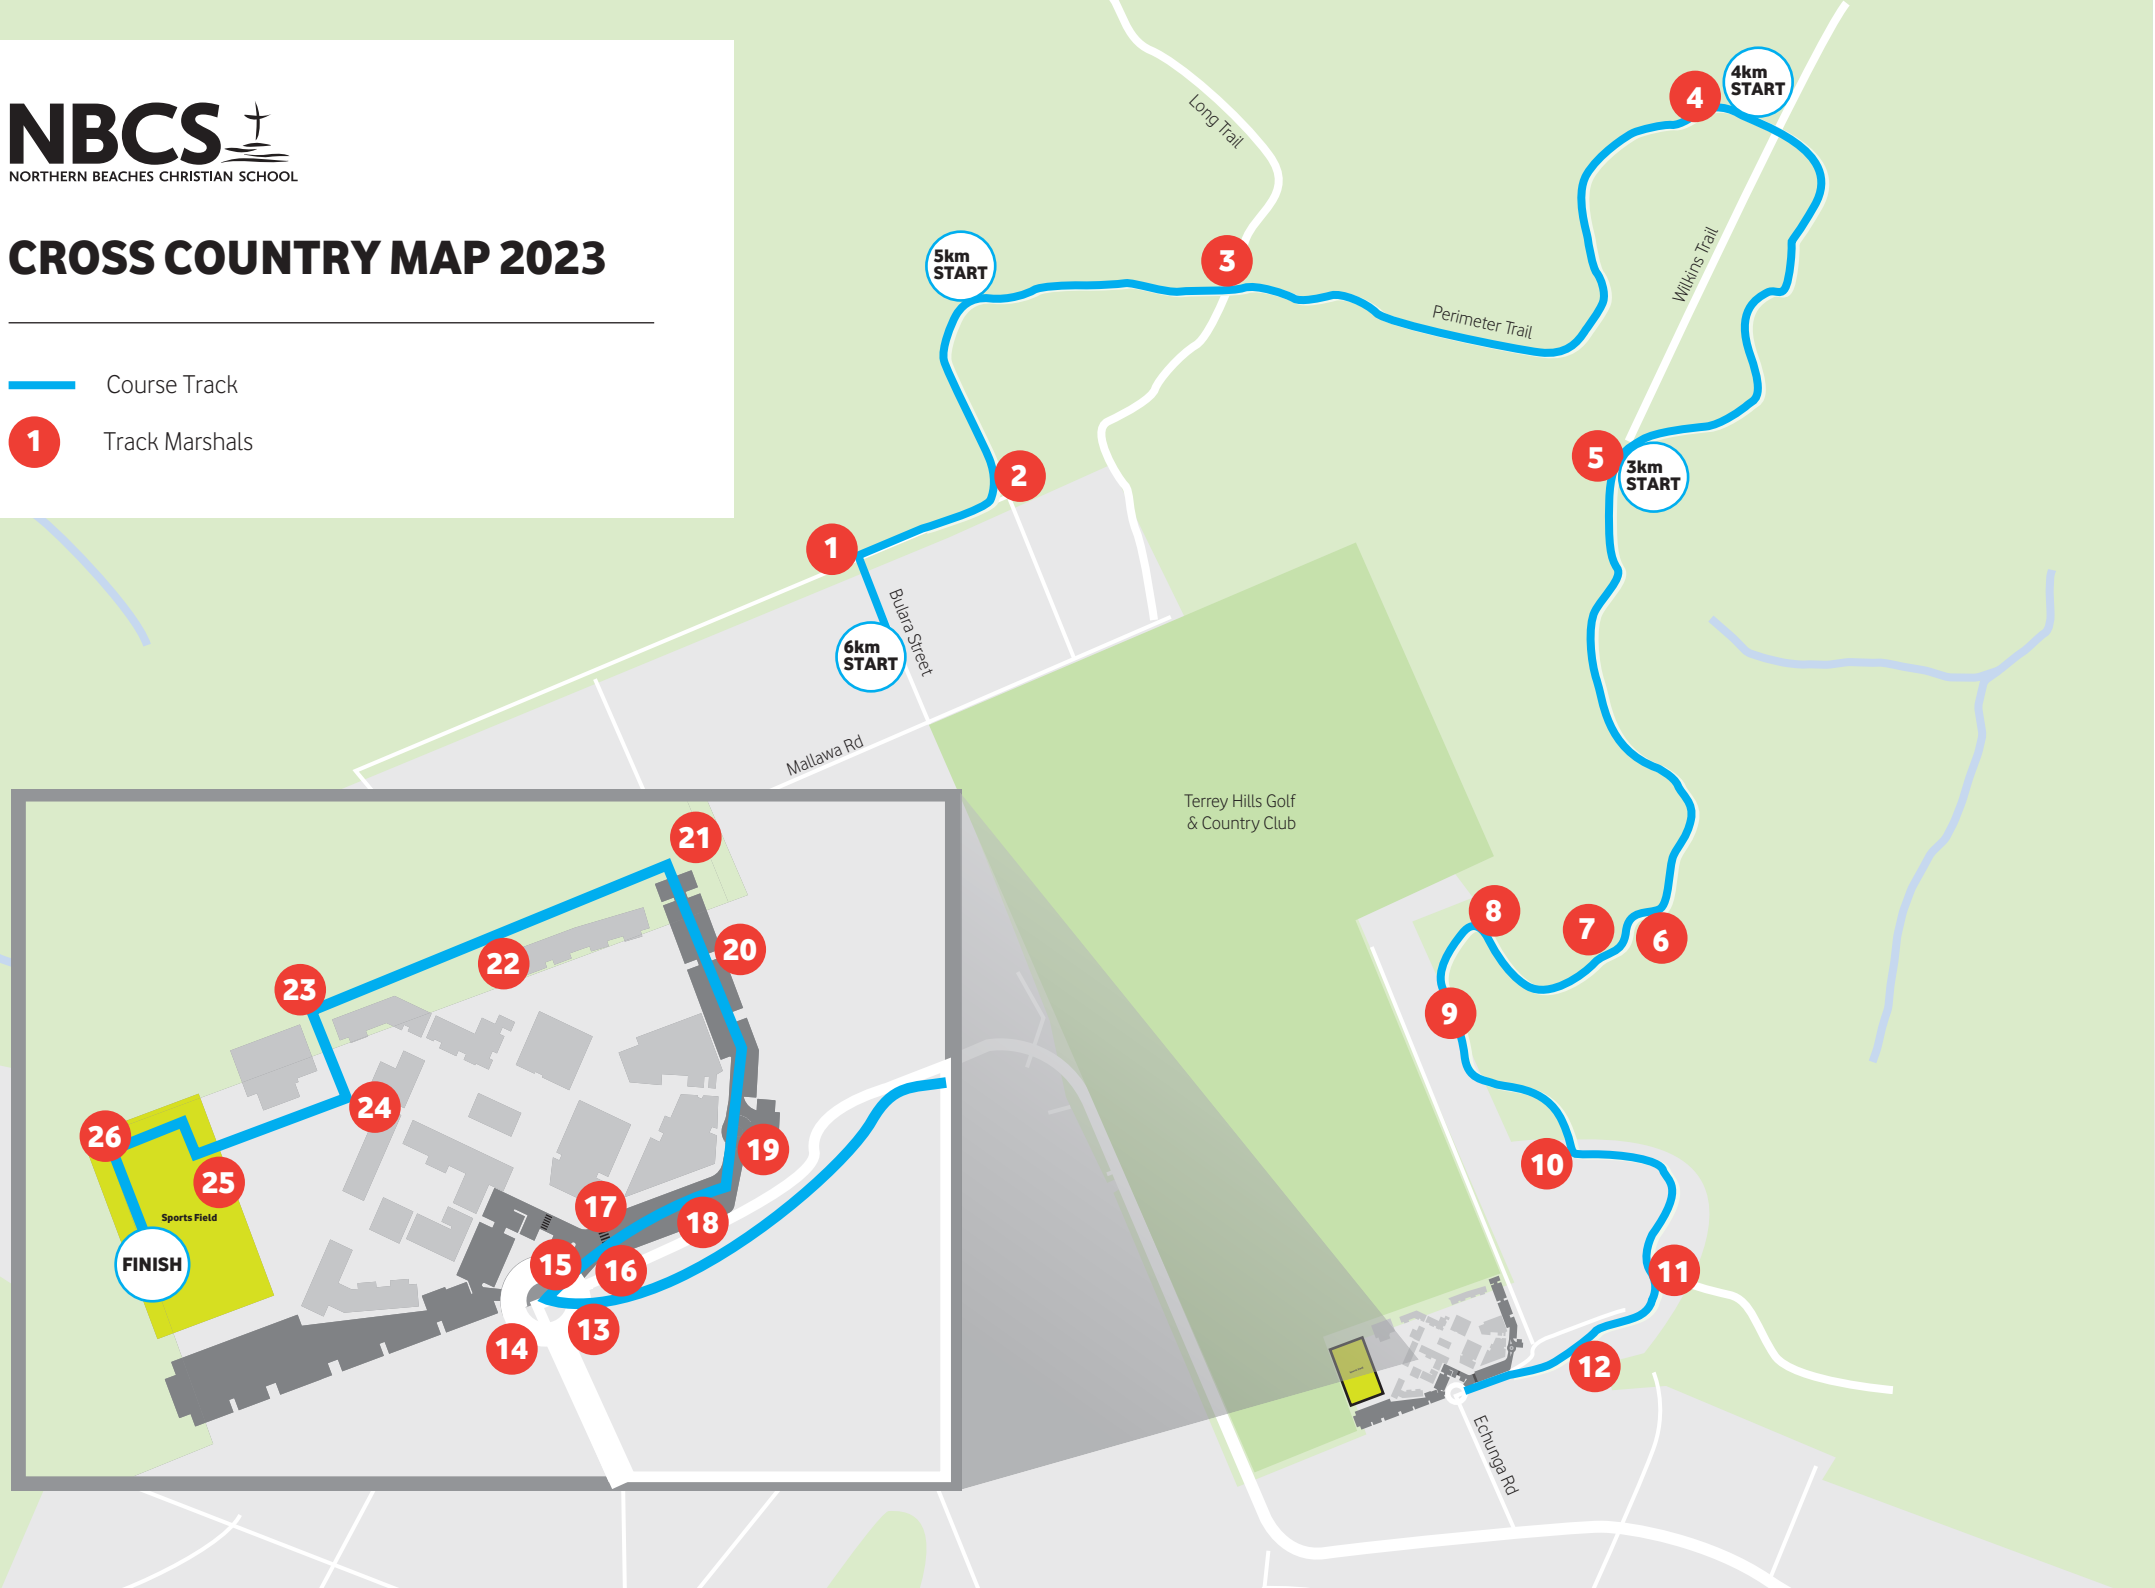 NBCS
NORTHERN BEACHES CHRISTIAN SCHOOL
CROSS COUNTRY MAP 2023
Course Track
1
Track Marshals
4km
START
4
Long Trail
5km
START
3
Wilkins Trail
Perimeter Trail
5
3km
START
2
1
Bulara Street
6km
START
Mallawa Rd
Terrey Hills Golf
& Country Club
8
7
6
9
10
11
12
Echunga Rd
21
20
22
23
24
26
25
19
17
18
Sports Field
FINISH
15
16
13
14